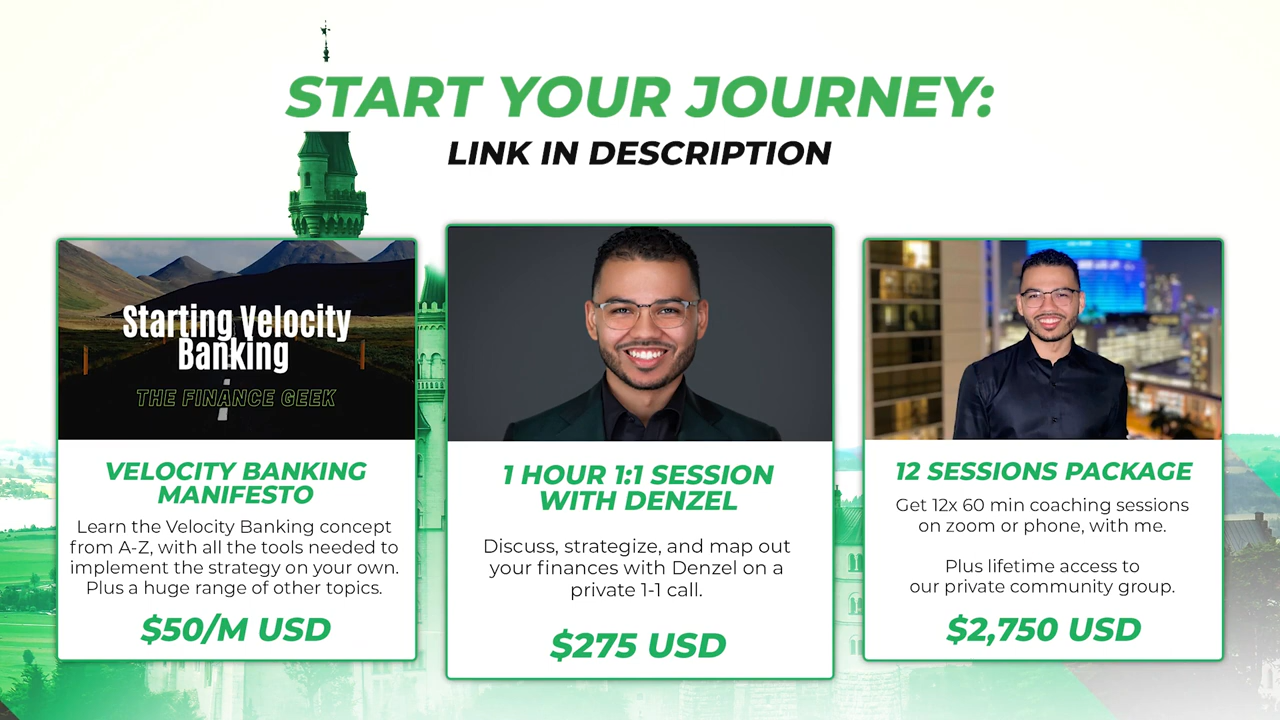 START YOUR JOURNEY:
LINK IN DESCRIPTION
Starting Velocity
Banking
THE FINANCE GEEK
VELOCITY BANKING
MANIFESTO
Learn the Velocity Banking concept
from A-Z, with all the tools needed to
implement the strategy on your own.
Plus a huge range of other topics.
$50/M USD
1 HOUR 1:1 SESSION
WITH DENZEL
Discuss, strategize, and map out
your finances with Denzel on a
private 1-1 call.
$275 USD
12 SESSIONS PACKAGE
Get 12x 60 min coaching sessions
on zoom or phone, with me.
Plus lifetime access to
our private community group.
$2,750 USD